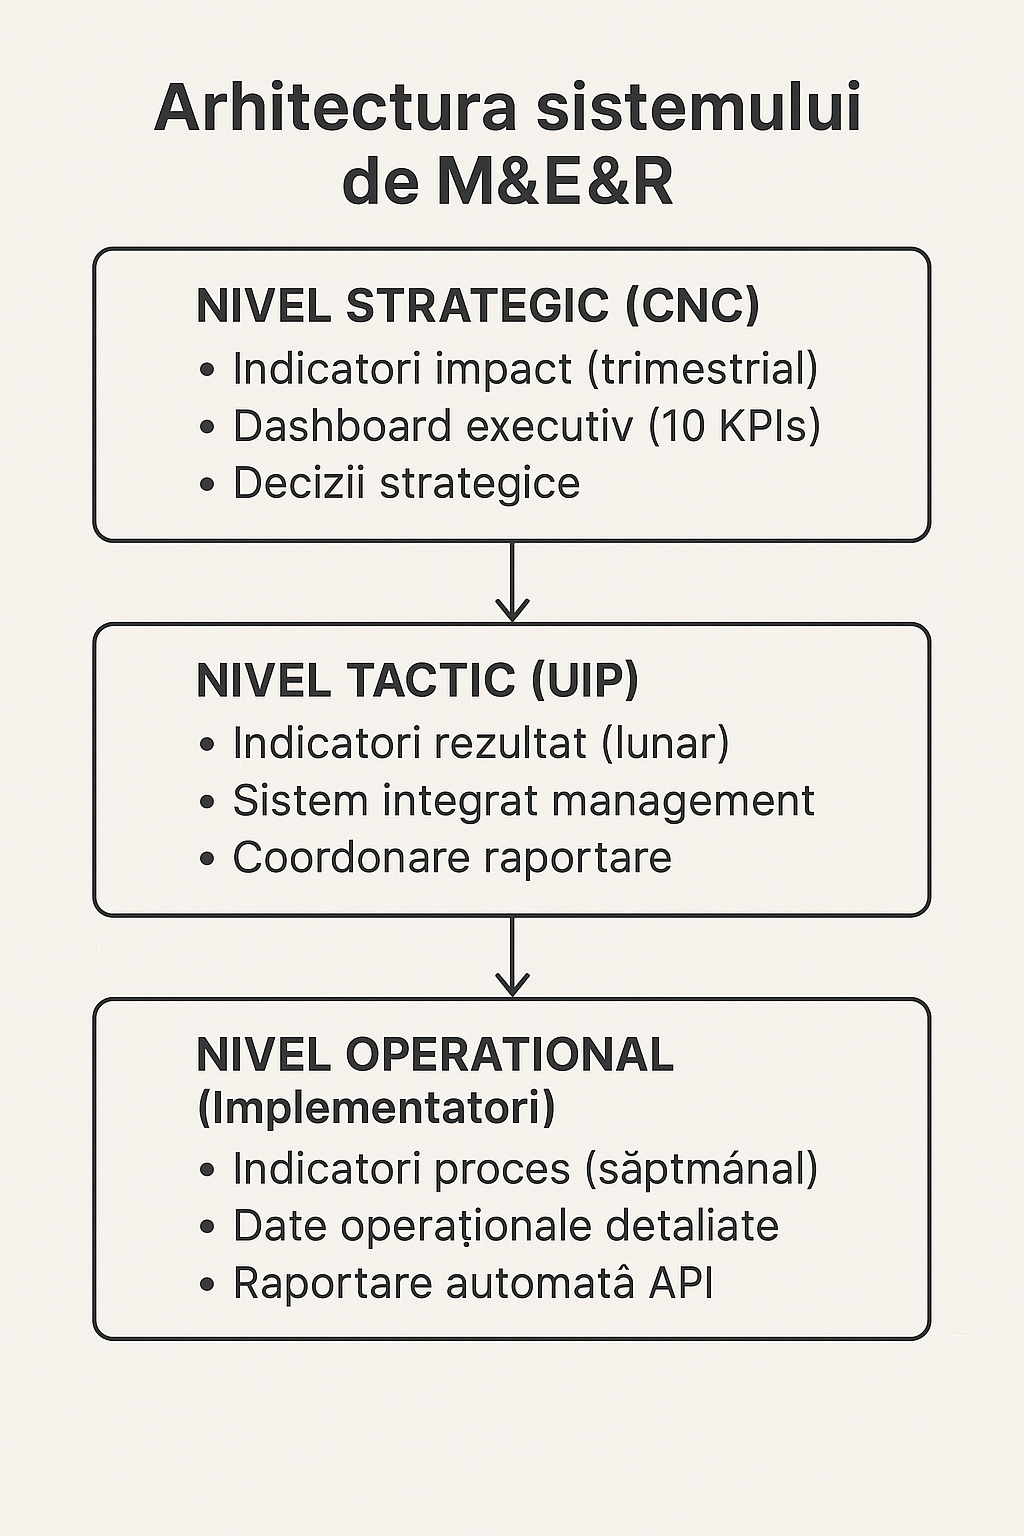 Arhitectura sistemului
de M&E&R
NIVEL STRATEGIC (CNC)
• Indicatori impact (trimestrial)
• Dashboard executiv (10 KPIs)
• Decizii strategice
NIVEL TACTIC (UIP)
• Indicatori rezultat (lunar)
• Sistem integrat management
• Coordonare raportare
NIVEL OPERATIONAL
(Implementatori)
• Indicatori proces (săptmánal)
• Date operaționale detaliate
• Raportare automatâ API